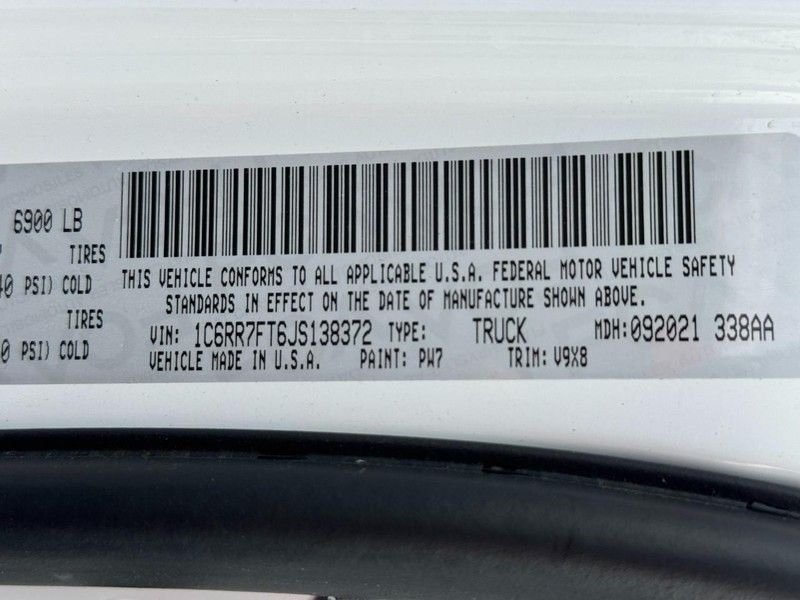 6900 LB
TIRES
40 PSI) COLD
TIRES
0 PSI) COLD
THIS VEHICLE CONFORMS TO ALL APPLICABLE U.S.A. FEDERAL MOTOR VEHICLE SAFETY
STANDARDS IN EFFECT ON THE DATE OF MANUFACTURE SHOWN ABOVE.
VIN: 1C6RR7FT6JS138372 TYPE: TRUCK MDH:092021 338AA
VEHICLE MADE IN U.S.A. PAINT: PW7 TRIM: V9X8